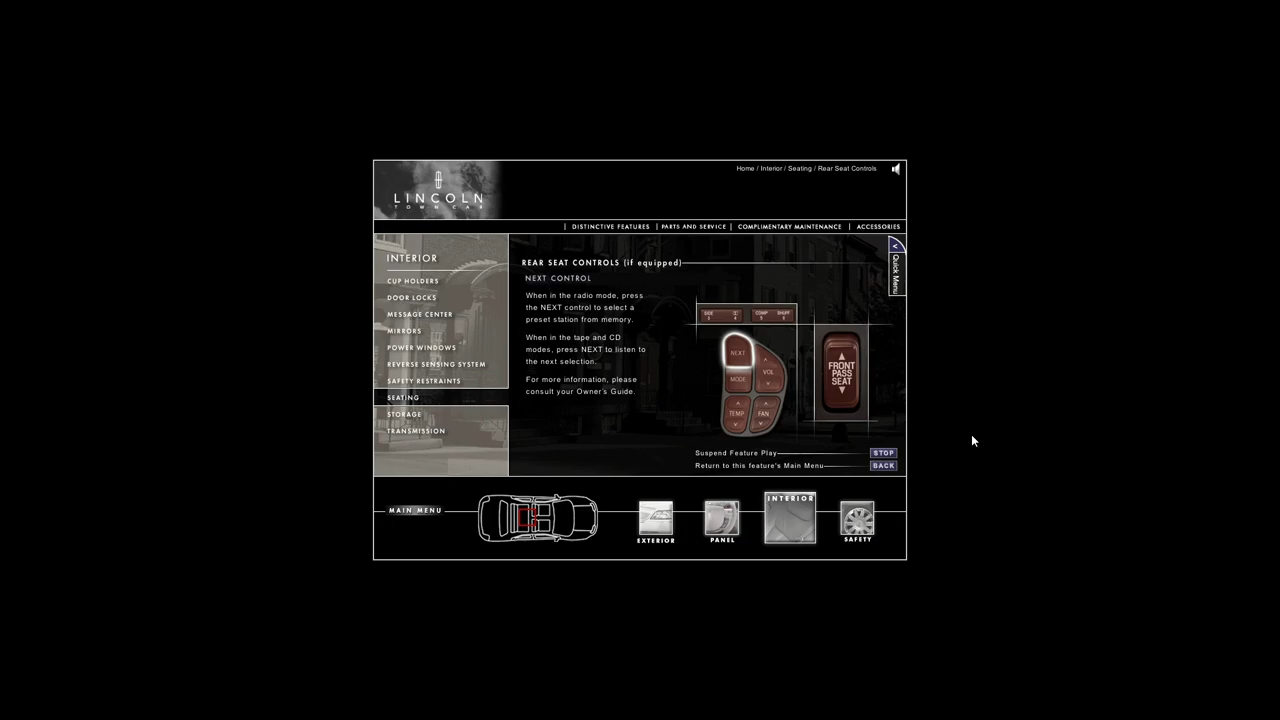 Home / Interior / Seating / Rear Seat Controls
LINCOLN
TOWN CAR
DISTINCTIVE FEATURES
PARTS AND SERVICE
COMPLIMENTARY MAINTENANCE
ACCESSORIES
INTERIOR
CUP HOLDERS
DOOR LOCKS
MESSAGE CENTER
MIRRORS
POWER WINDOWS
REVERSE SENSING SYSTEM
SAFETY RESTRAINTS
SEATING
STORAGE
TRANSMISSION
REAR SEAT CONTROLS (if equipped)
NEXT CONTROL
When in the radio mode, press
the NEXT control to select a
preset station from memory.
When in the tape and CD
modes, press NEXT to listen to
the next selection.
For more information, please
consult your Owner's Guide.
SIDE
COMP
SHUFF
NEXT
MODE
VOL
TEMP
FAN
FRONT
PASS
SEAT
< Quick Menu
Suspend Feature Play
STOP
Return to this feature's Main Menu
BACK
MAIN MENU
EXTERIOR
PANEL
INTERIOR
SAFETY